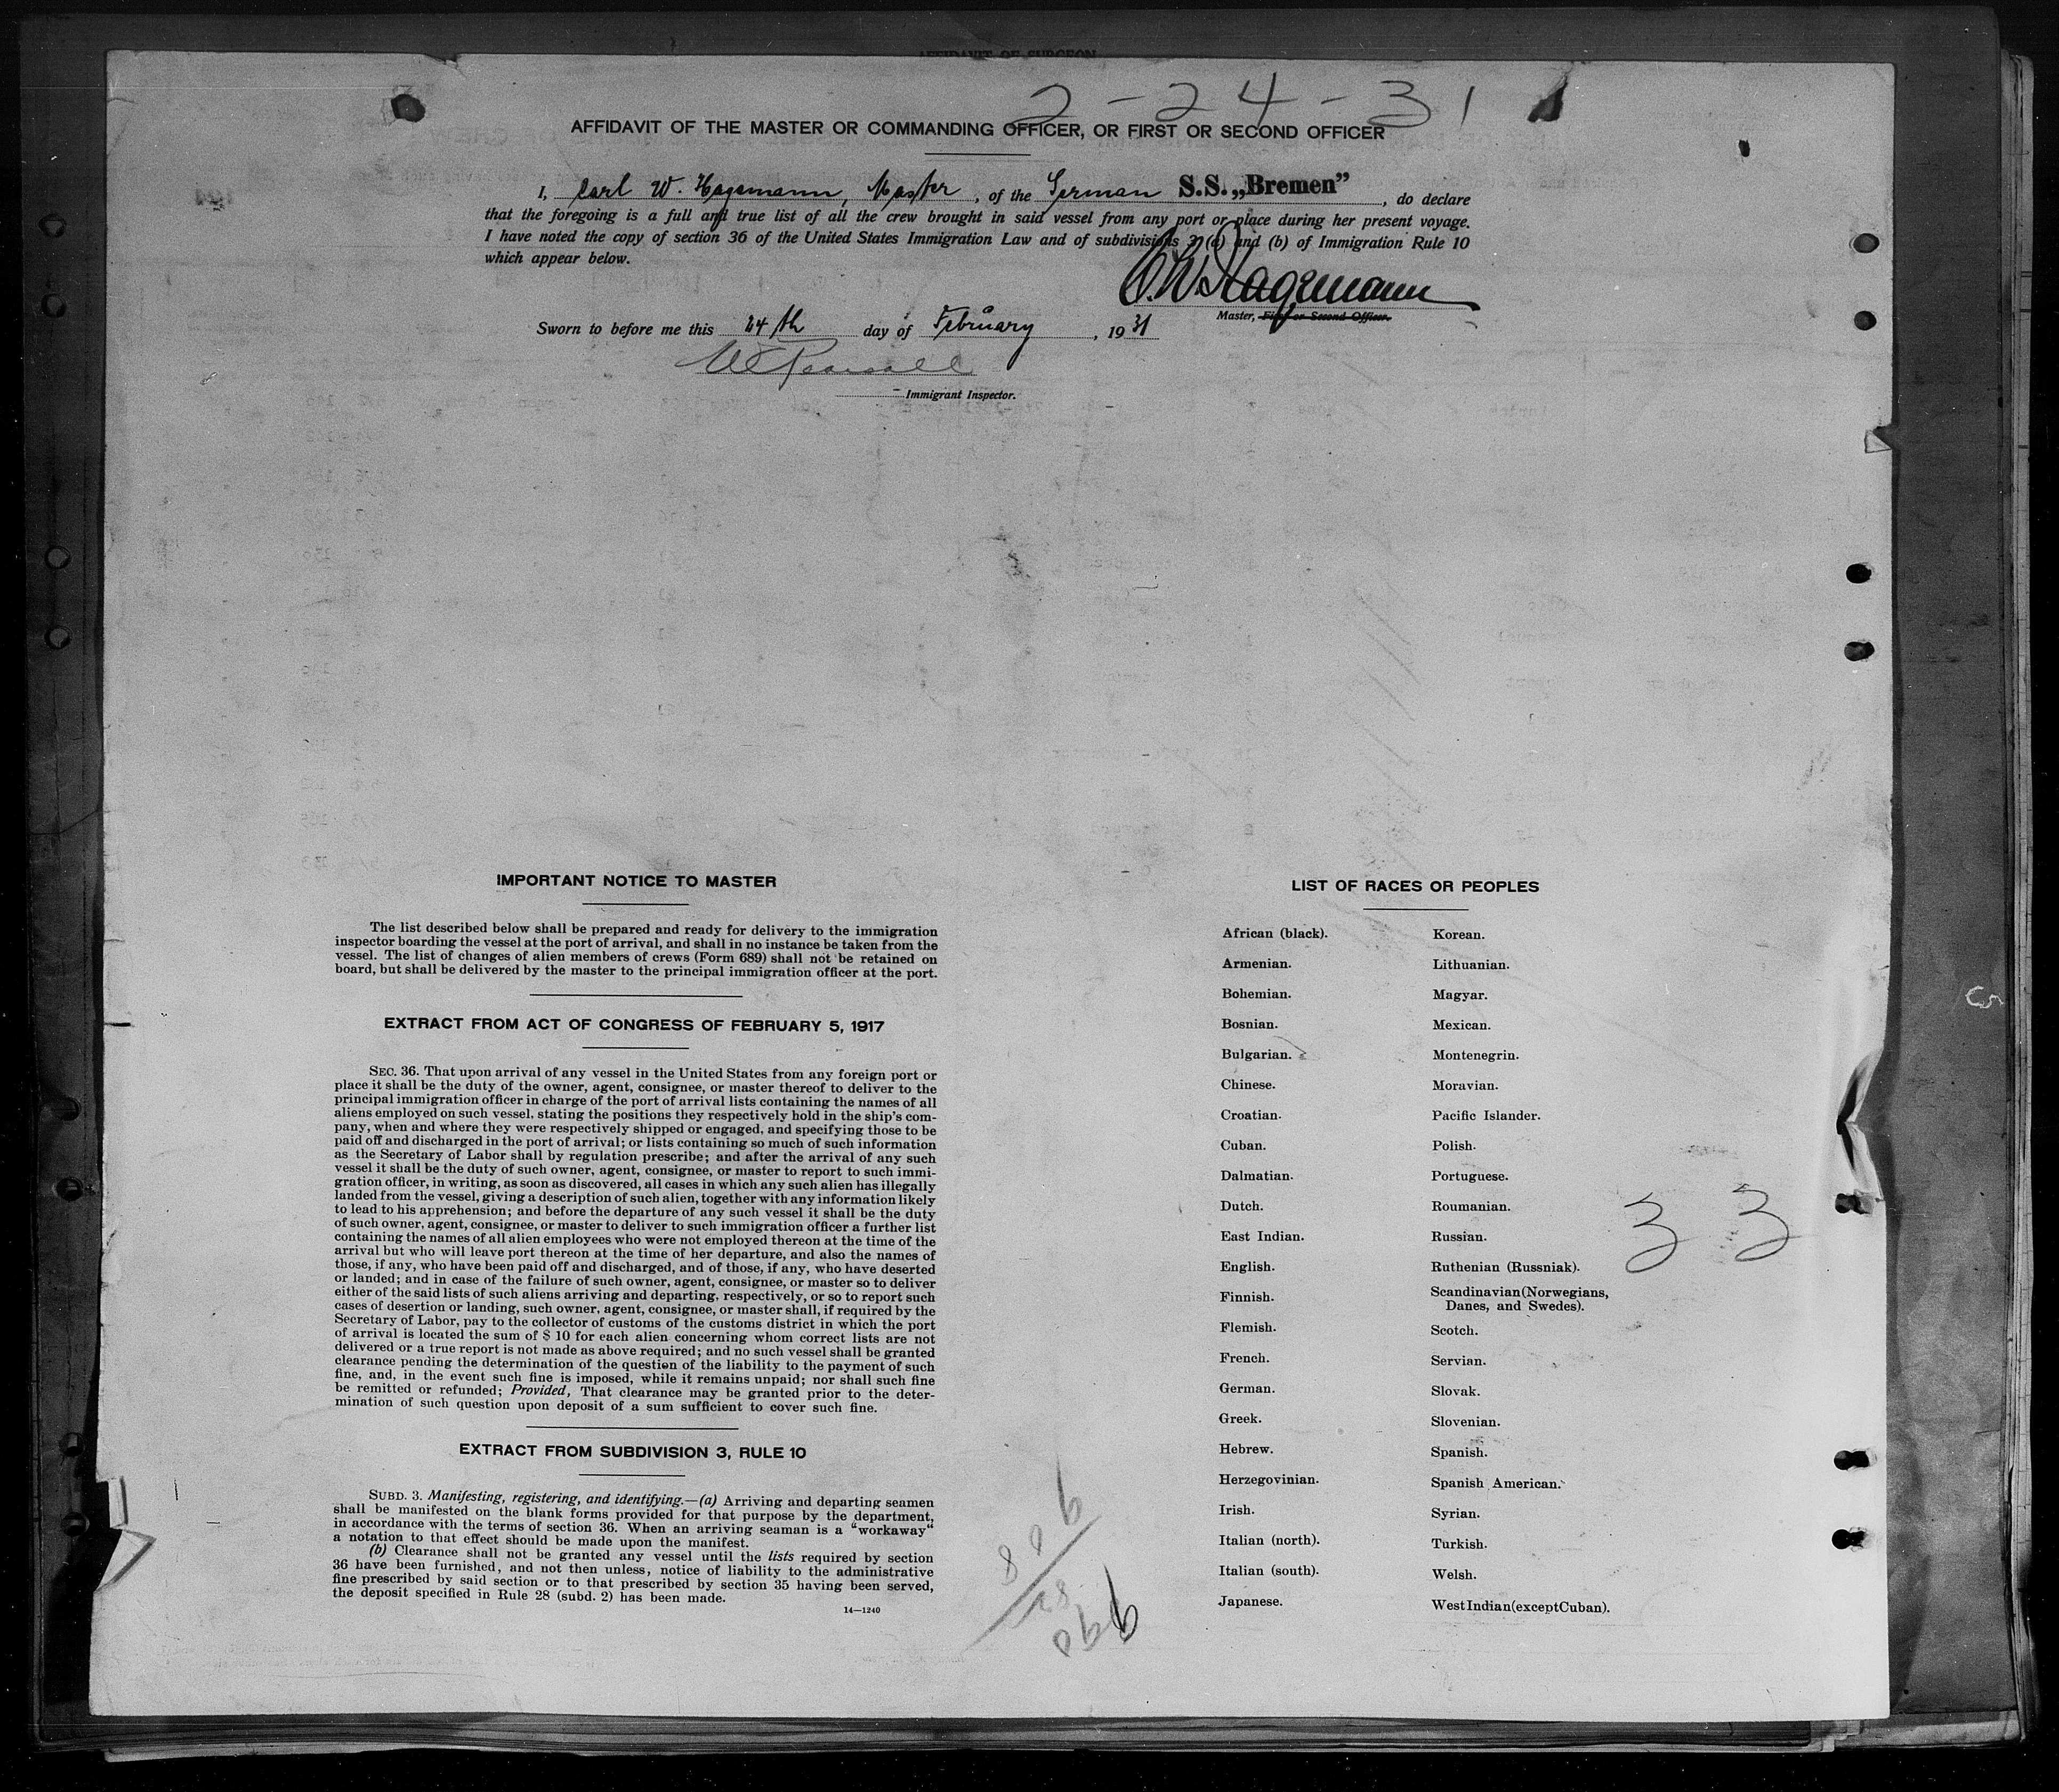 AFFIDAVIT OF SURGEON
2-24-31
AFFIDAVIT OF THE MASTER OR COMMANDING OFFICER, OR FIRST OR SECOND OFFICER
I, Carl W. Hagemann, Master, of the German S.S. „Bremen”, do declare
that the foregoing is a full and true list of all the crew brought in said vessel from any port or place during her present voyage.
I have noted the copy of section 36 of the United States Immigration Law and of subdivisions 3 (a) and (b) of Immigration Rule 10
which appear below.
C.W. Hagemann
Master, First or Second Officer.
Sworn to before me this 24th day of February, 1931
Immigrant Inspector.
IMPORTANT NOTICE TO MASTER
The list described below shall be prepared and ready for delivery to the immigration
inspector boarding the vessel at the port of arrival, and shall in no instance be taken from the
vessel. The list of changes of alien members of crews (Form 689) shall not be retained on
board, but shall be delivered by the master to the principal immigration officer at the port.
EXTRACT FROM ACT OF CONGRESS OF FEBRUARY 5, 1917
SEC. 36. That upon arrival of any vessel in the United States from any foreign port or
place it shall be the duty of the owner, agent, consignee, or master thereof to deliver to the
principal immigration officer in charge of the port of arrival lists containing the names of all
aliens employed on such vessel, stating the positions they respectively hold in the ship's com-
pany, when and where they were respectively shipped or engaged, and specifying those to be
paid off and discharged in the port of arrival; or lists containing so much of such information
as the Secretary of Labor shall by regulation prescribe; and after the arrival of any such
vessel it shall be the duty of such owner, agent, consignee, or master to report to such immi-
gration officer, in writing, as soon as discovered, all cases in which any such alien has illegally
landed from the vessel, giving a description of such alien, together with any information likely
to lead to his apprehension; and before the departure of any such vessel it shall be the duty
of such owner, agent, consignee, or master to deliver to such immigration officer a further list
containing the names of all alien employees who were not employed thereon at the time of the
arrival but who will leave port thereon at the time of her departure, and also the names of
those, if any, who have been paid off and discharged, and of those, if any, who have deserted
or landed; and in case of the failure of such owner, agent, consignee, or master so to deliver
either of the said lists of such aliens arriving and departing, respectively, or so to report such
cases of desertion or landing, such owner, agent, consignee, or master shall, if required by the
Secretary of Labor, pay to the collector of customs of the customs district in which the port
of arrival is located the sum of $ 10 for each alien concerning whom correct lists are not
delivered or a true report is not made as above required; and no such vessel shall be granted
clearance pending the determination of the question of the liability to the payment of such
fine, and, in the event such fine is imposed, while it remains unpaid; nor shall such fine
be remitted or refunded; Provided, That clearance may be granted prior to the deter-
mination of such question upon deposit of a sum sufficient to cover such fine.
EXTRACT FROM SUBDIVISION 3, RULE 10
SUBD. 3. Manifesting, registering, and identifying.—(a) Arriving and departing seamen
shall be manifested on the blank forms provided for that purpose by the department,
in accordance with the terms of section 36. When an arriving seaman is a “workaway“
a notation to that effect should be made upon the manifest.
(b) Clearance shall not be granted any vessel until the lists required by section
36 have been furnished, and not then unless, notice of liability to the administrative
fine prescribed by said section or to that prescribed by section 35 having been served,
the deposit specified in Rule 28 (subd. 2) has been made.
14—1240
LIST OF RACES OR PEOPLES
African (black).
Armenian.
Bohemian.
Bosnian.
Bulgarian.
Chinese.
Croatian.
Cuban.
Dalmatian.
Dutch.
East Indian.
English.
Finnish.
Flemish.
French.
German.
Greek.
Hebrew.
Herzegovinian.
Irish.
Italian (north).
Italian (south).
Japanese.
Korean.
Lithuanian.
Magyar.
Mexican.
Montenegrin.
Moravian.
Pacific Islander.
Polish.
Portuguese.
Roumanian.
Russian.
Ruthenian (Russniak).
Scandinavian (Norwegians,
Danes, and Swedes).
Scotch.
Servian.
Slovak.
Slovenian.
Spanish.
Spanish American.
Syrian.
Turkish.
Welsh.
West Indian (except Cuban).
33